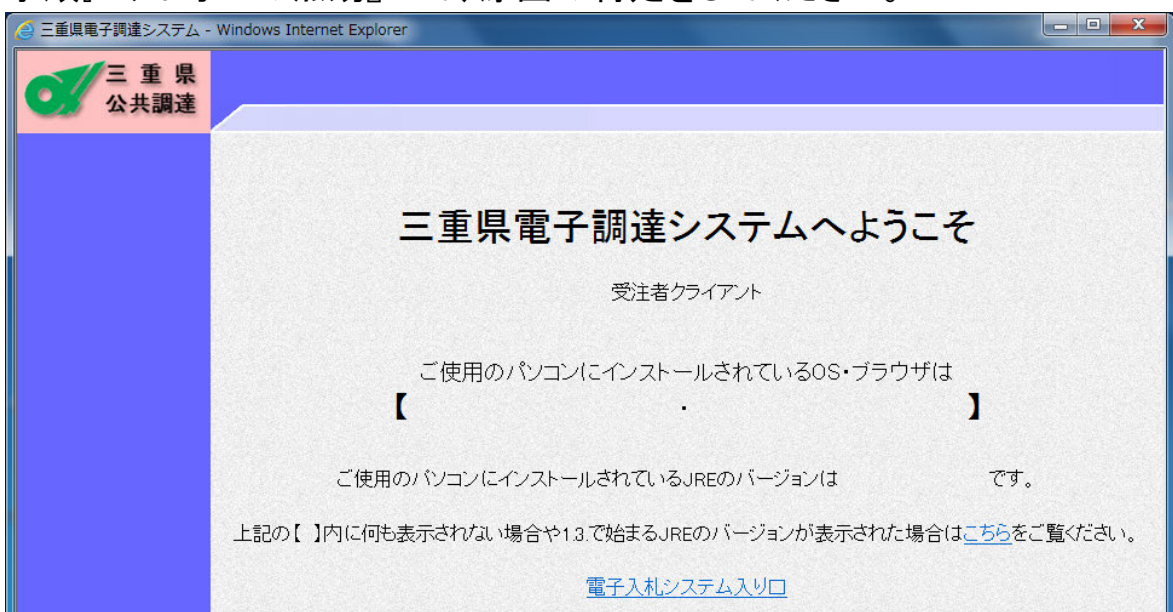 三重県電子調達システム - Windows Internet Explorer
三 重 県
公共調達
三重県電子調達システムへようこそ
受注者クライアント
ご使用のパソコンにインストールされているOS・ブラウザは
【 ・ 】
ご使用のパソコンにインストールされているJREのバージョンは です。
上記の【 】内に何も表示されない場合や1.3.で始まるJREのバージョンが表示された場合はこちらをご覧ください。
電子入札システム入り口